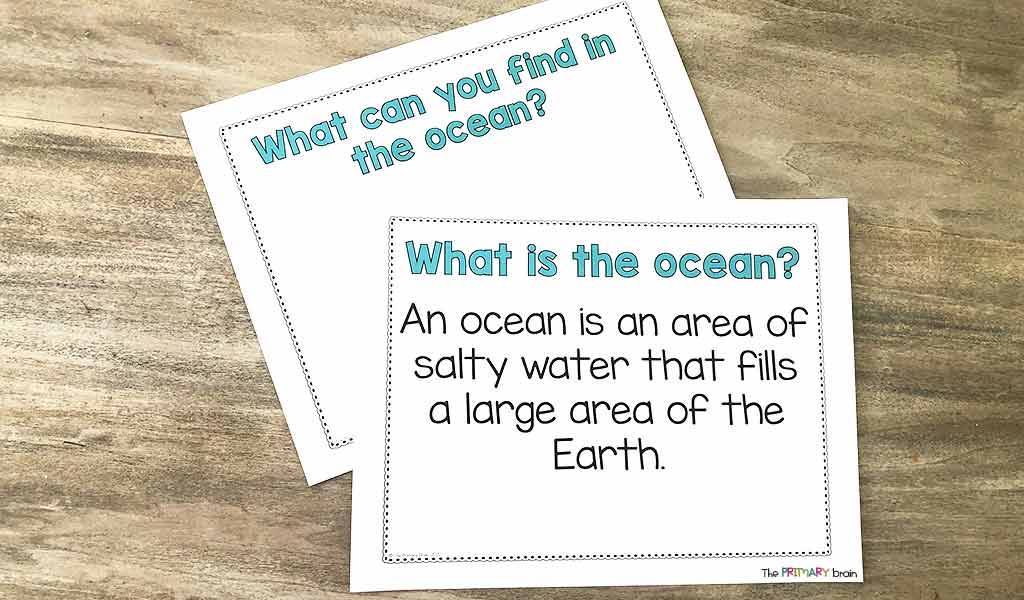 What can you find in
the ocean?
What is the ocean?
An ocean is an area of
salty water that fills
a large area of the
Earth.
The PRIMARY brain